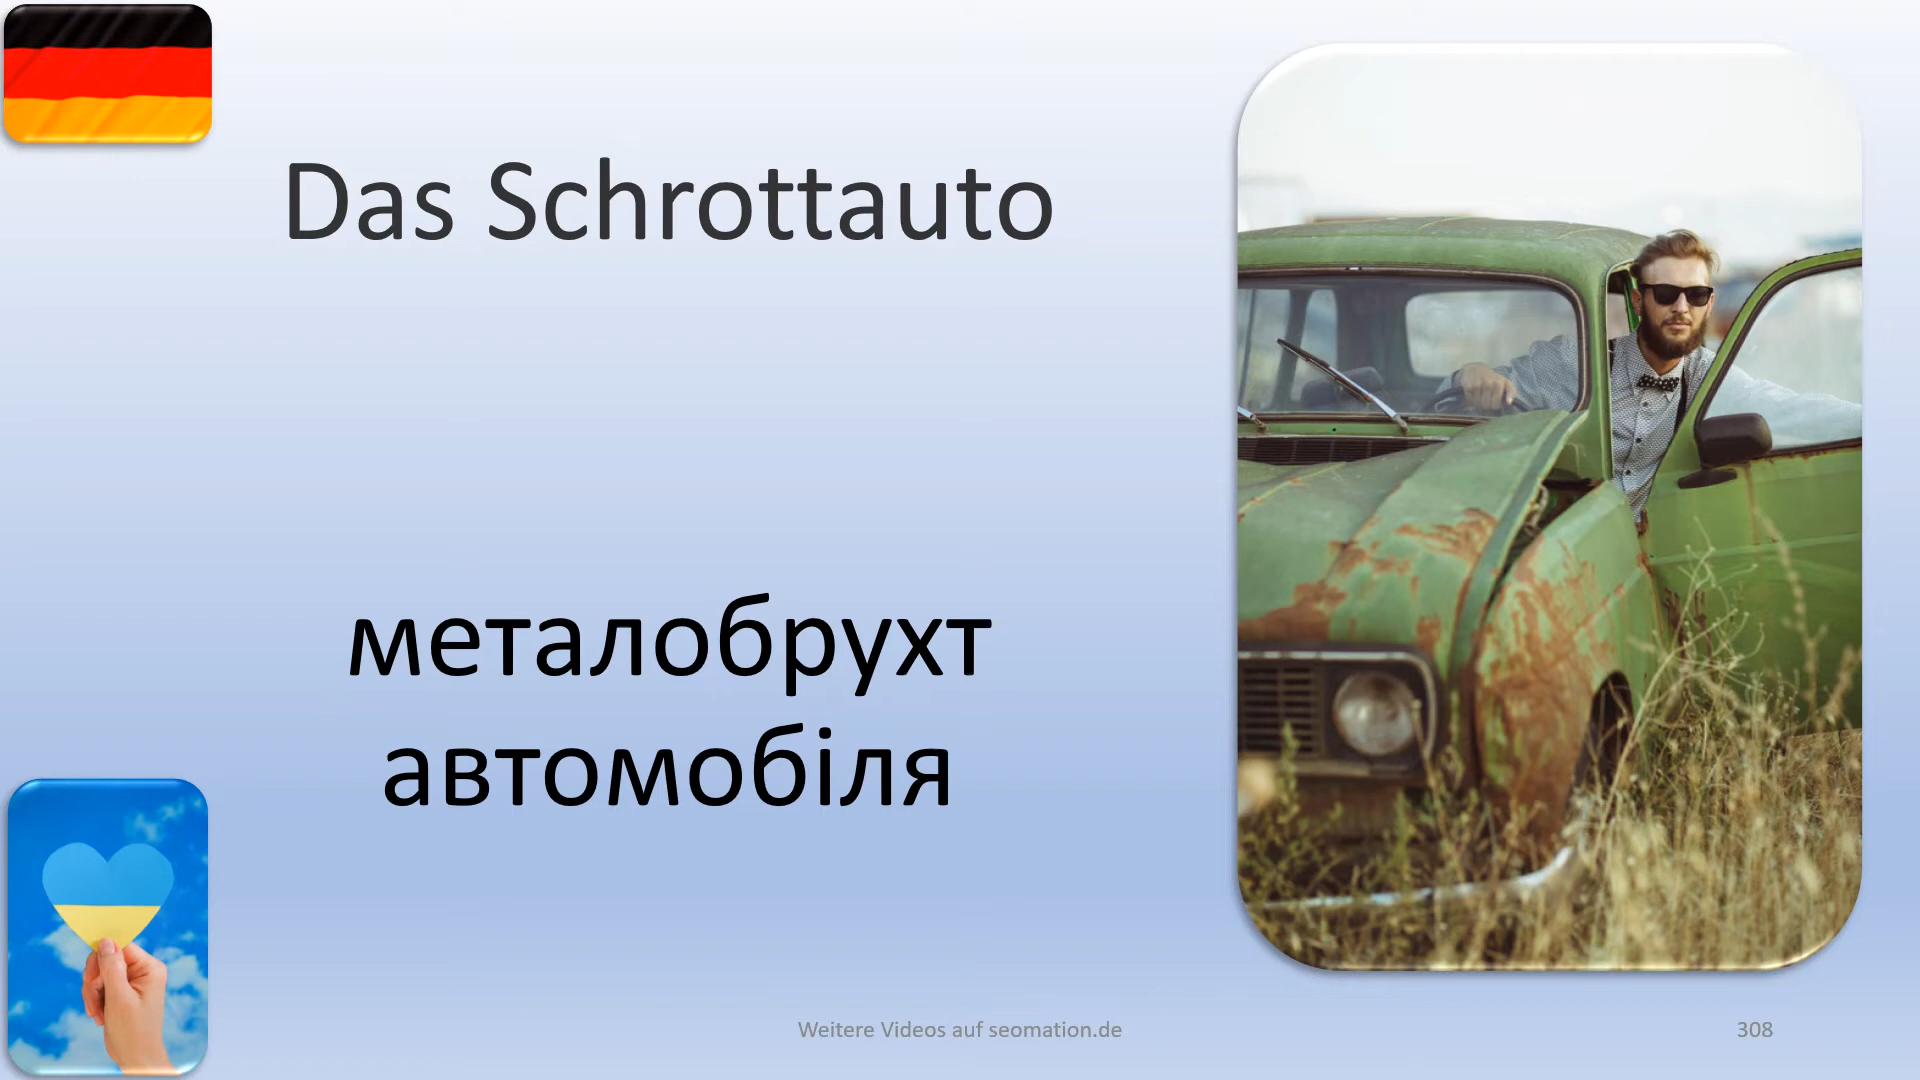 Das Schrottauto
металобрухт
автомобіля
Weitere Videos auf seomation.de
308